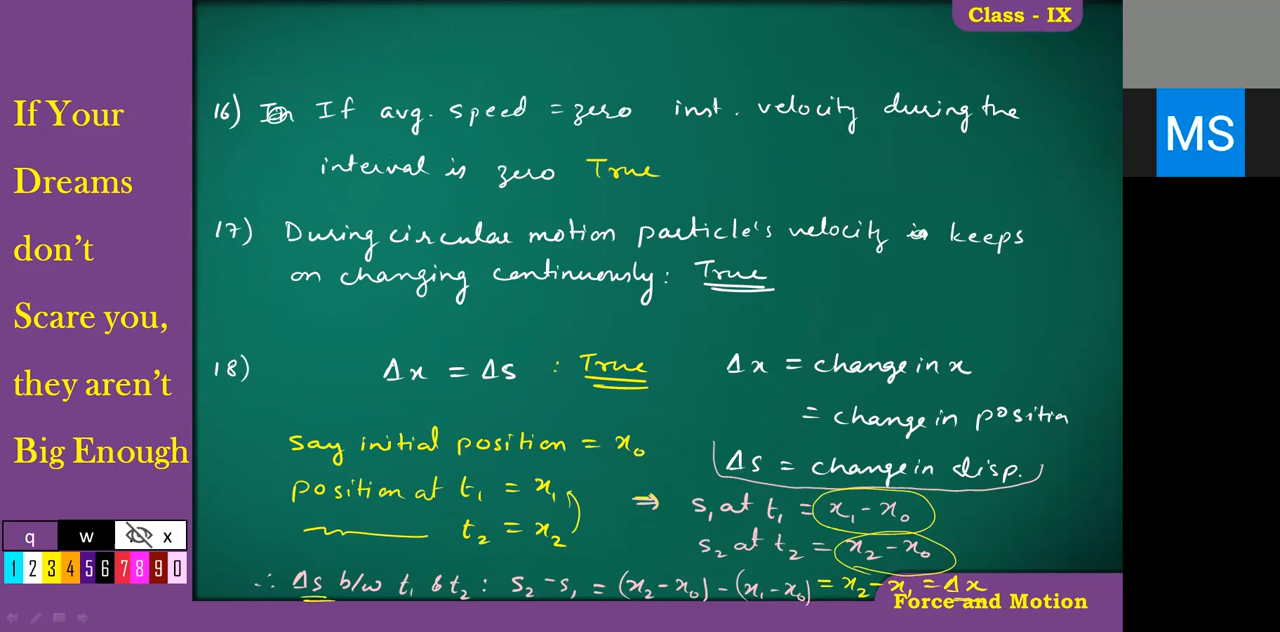 Class - IX
If Your
Dreams
don't
Scare you,
they aren't
Big Enough
MS
16) If avg. speed = zero inst. velocity during the
interval is zero True
17) During circular motion particle's velocity keeps
on changing continuously: True
18) Δx = Δs : True
Δx = change in x
= change in position
Δs = change in disp.
Say initial position = x₀
position at t₁ = x₁
t₂ = x₂
⇒ s₁ at t₁ = x₁ - x₀
s₂ at t₂ = x₂ - x₀
∴ Δs b/w t₁ & t₂ : s₂ - s₁ = (x₂ - x₀) - (x₁ - x₀) = x₂ - x₁ = Δx
Force and Motion
q w x
1 2 3 4 5 6 7 8 9 0